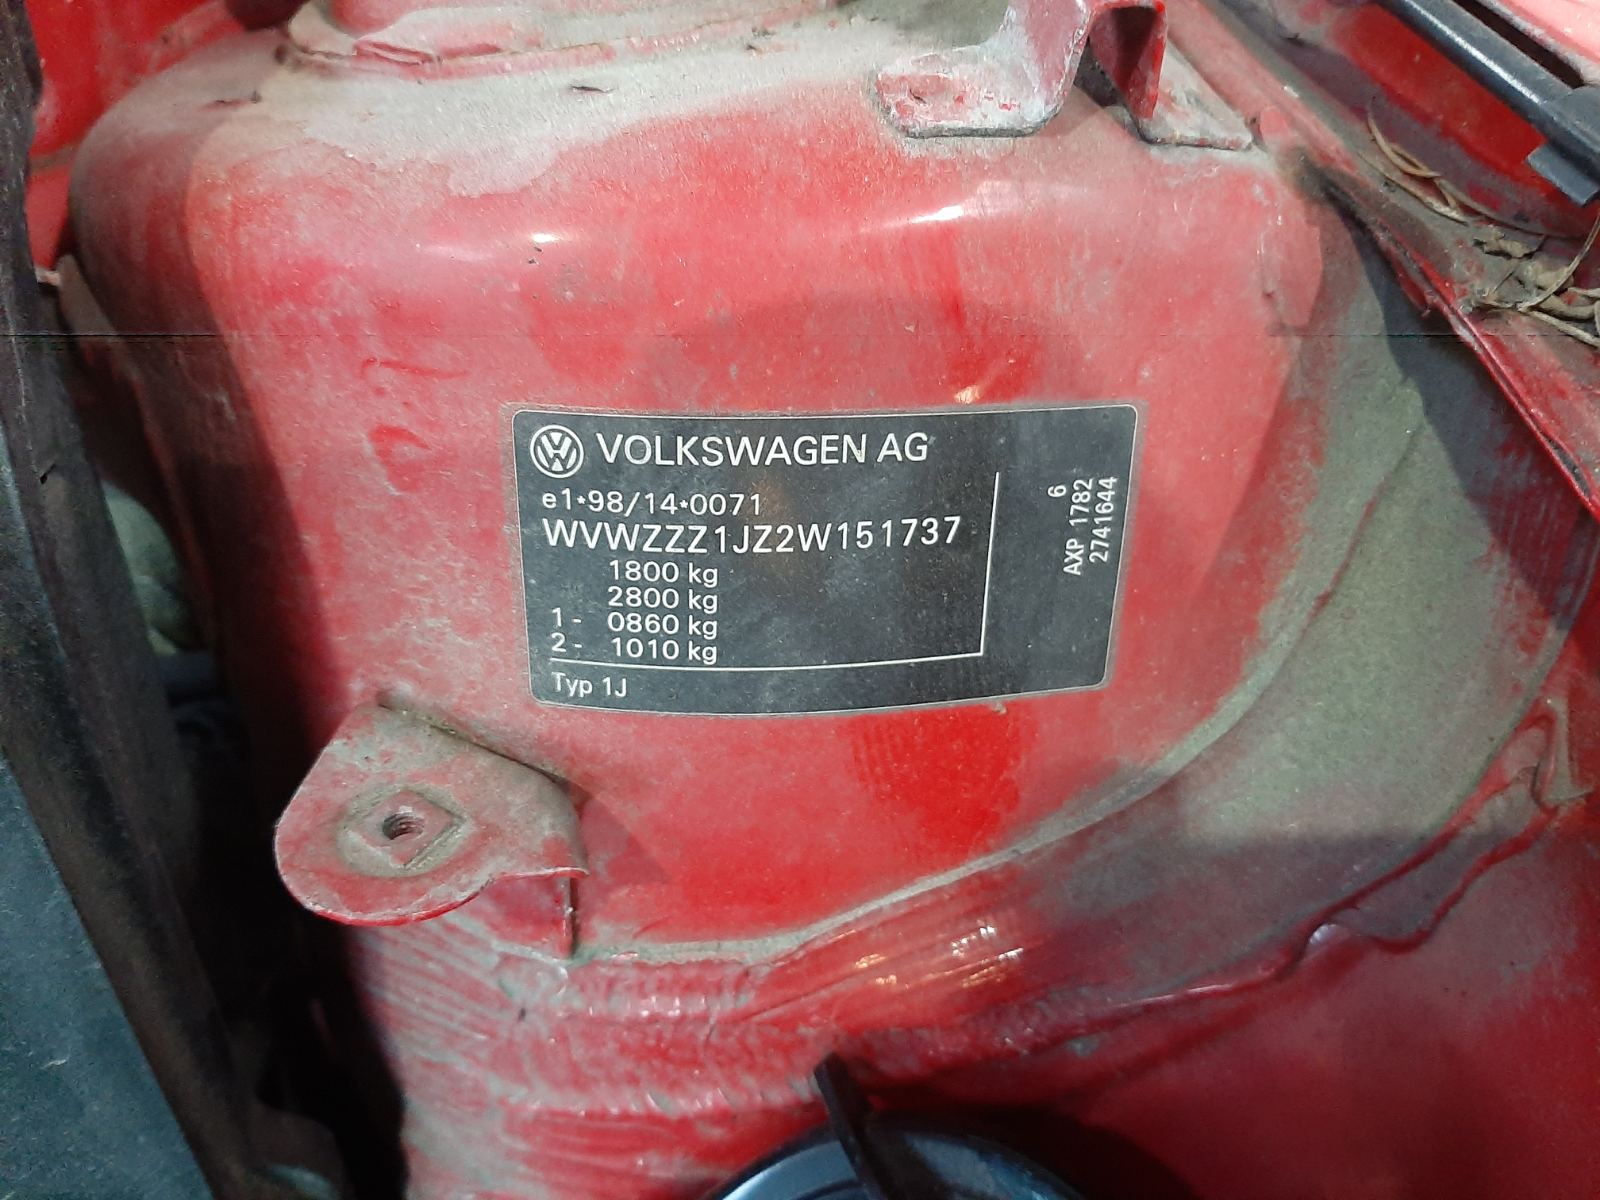 VOLKSWAGEN AG
e1*98/14*0071
WVWZZZ1JZ2W151737
1800 kg
2800 kg
1- 0860 kg
2- 1010 kg
Typ 1J
6
AXP 1782
2741644